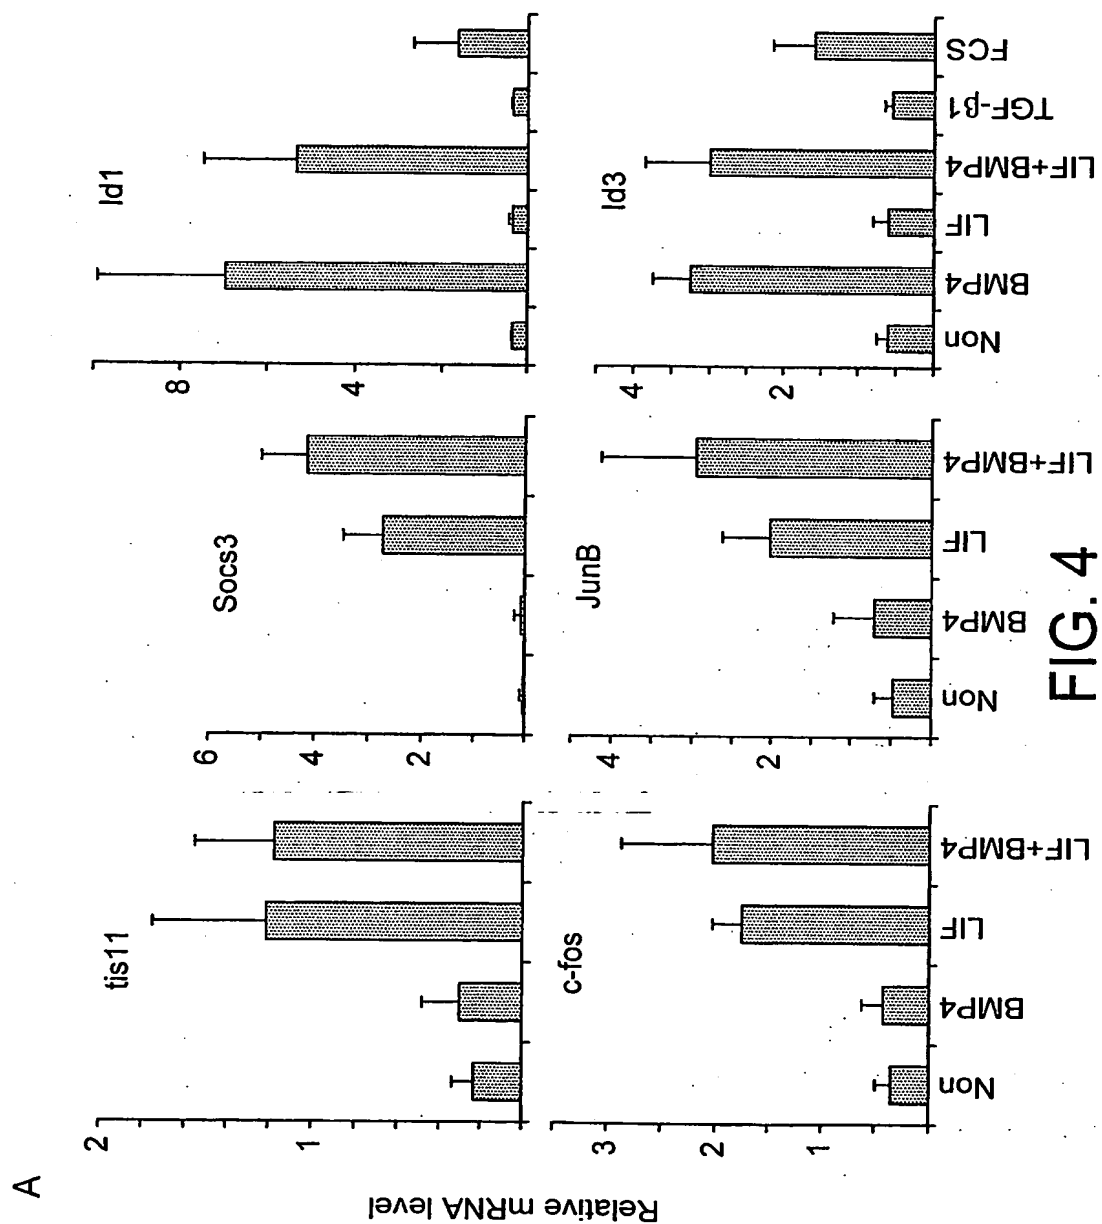 A
Relative mRNA level
tis11
2
1
Socs3
6
4
2
Id1
8
4
c-fos
3
2
1
Non
BMP4
LIF
LIF+BMP4
JunB
4
2
Non
BMP4
LIF
LIF+BMP4
Id3
4
2
Non
BMP4
LIF
LIF+BMP4
TGF-β1
FCS
FIG. 4